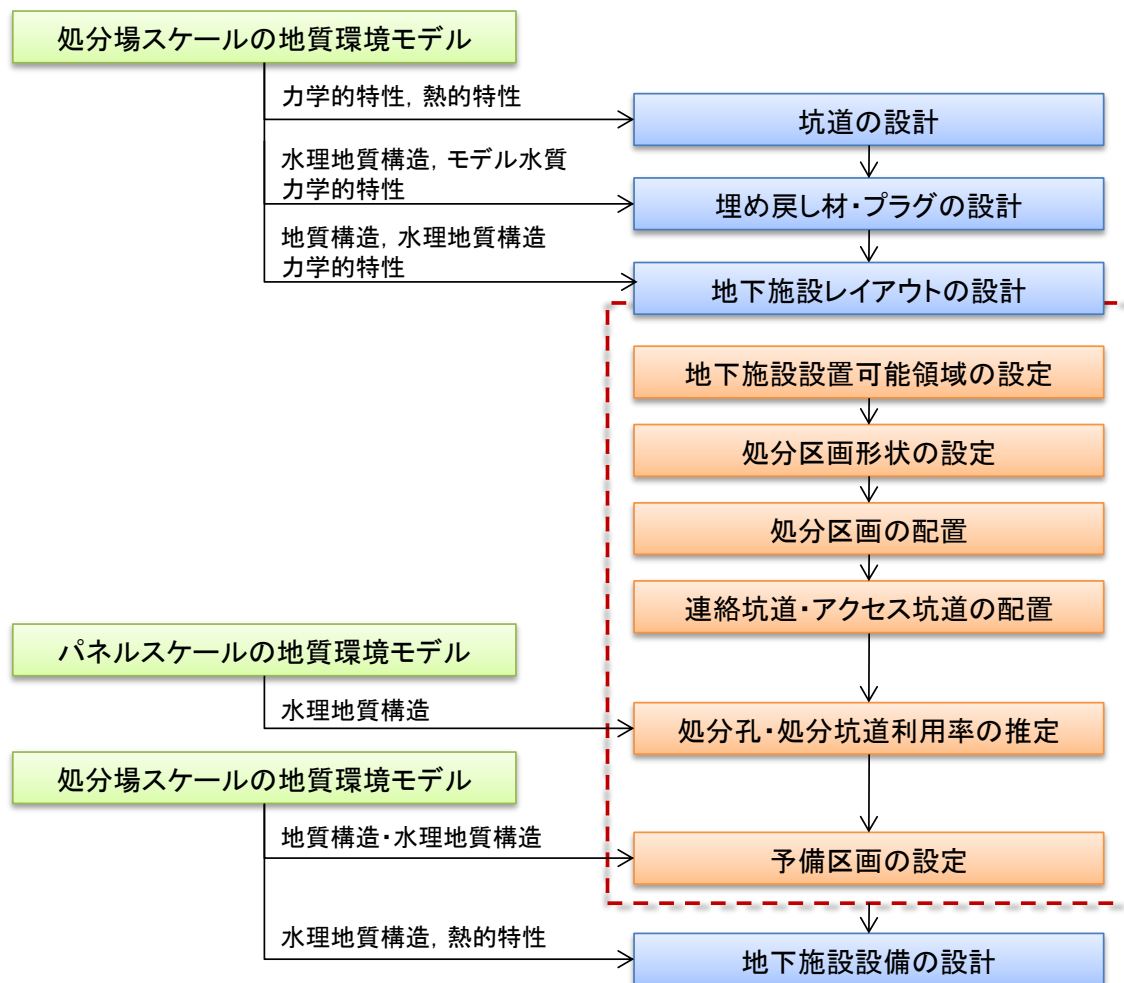 処分場スケールの地質環境モデル
力学的特性, 熱的特性
坑道の設計
水理地質構造, モデル水質
力学的特性
埋め戻し材・プラグの設計
地質構造, 水理地質構造
力学的特性
地下施設レイアウトの設計
地下施設設置可能領域の設定
処分区画形状の設定
処分区画の配置
連絡坑道・アクセス坑道の配置
パネルスケールの地質環境モデル
水理地質構造
処分孔・処分坑道利用率の推定
処分場スケールの地質環境モデル
地質構造・水理地質構造
予備区画の設定
水理地質構造, 熱的特性
地下施設設備の設計